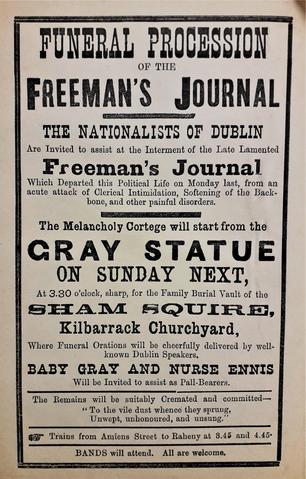 FUNERAL PROCESSION
OF THE
FREEMAN'S JOURNAL
THE NATIONALISTS OF DUBLIN
Are Invited to assist at the Interment of the Late Lamented
Freeman's Journal
Which Departed this Political Life on Monday last, from an
acute attack of Clerical Intimidation, Softening of the Back-
bone, and other painful disorders.
The Melancholy Cortege will start from the
GRAY STATUE
ON SUNDAY NEXT,
At 3.30 o'clock, sharp, for the Family Burial Vault of the
SHAM SQUIRE,
Kilbarrack Churchyard,
Where Funeral Orations will be cheerfully delivered by well-
known Dublin Speakers.
BABY GRAY AND NURSE ENNIS
Will be Invited to assist as Pall-Bearers.
The Remains will be suitably Cremated and committed—
"To the vile dust whence they sprung,
Unwept, unhonoured, and unsung."
☞ Trains from Amiens Street to Raheny at 3.45 and 4.45.
BANDS will attend. All are welcome.